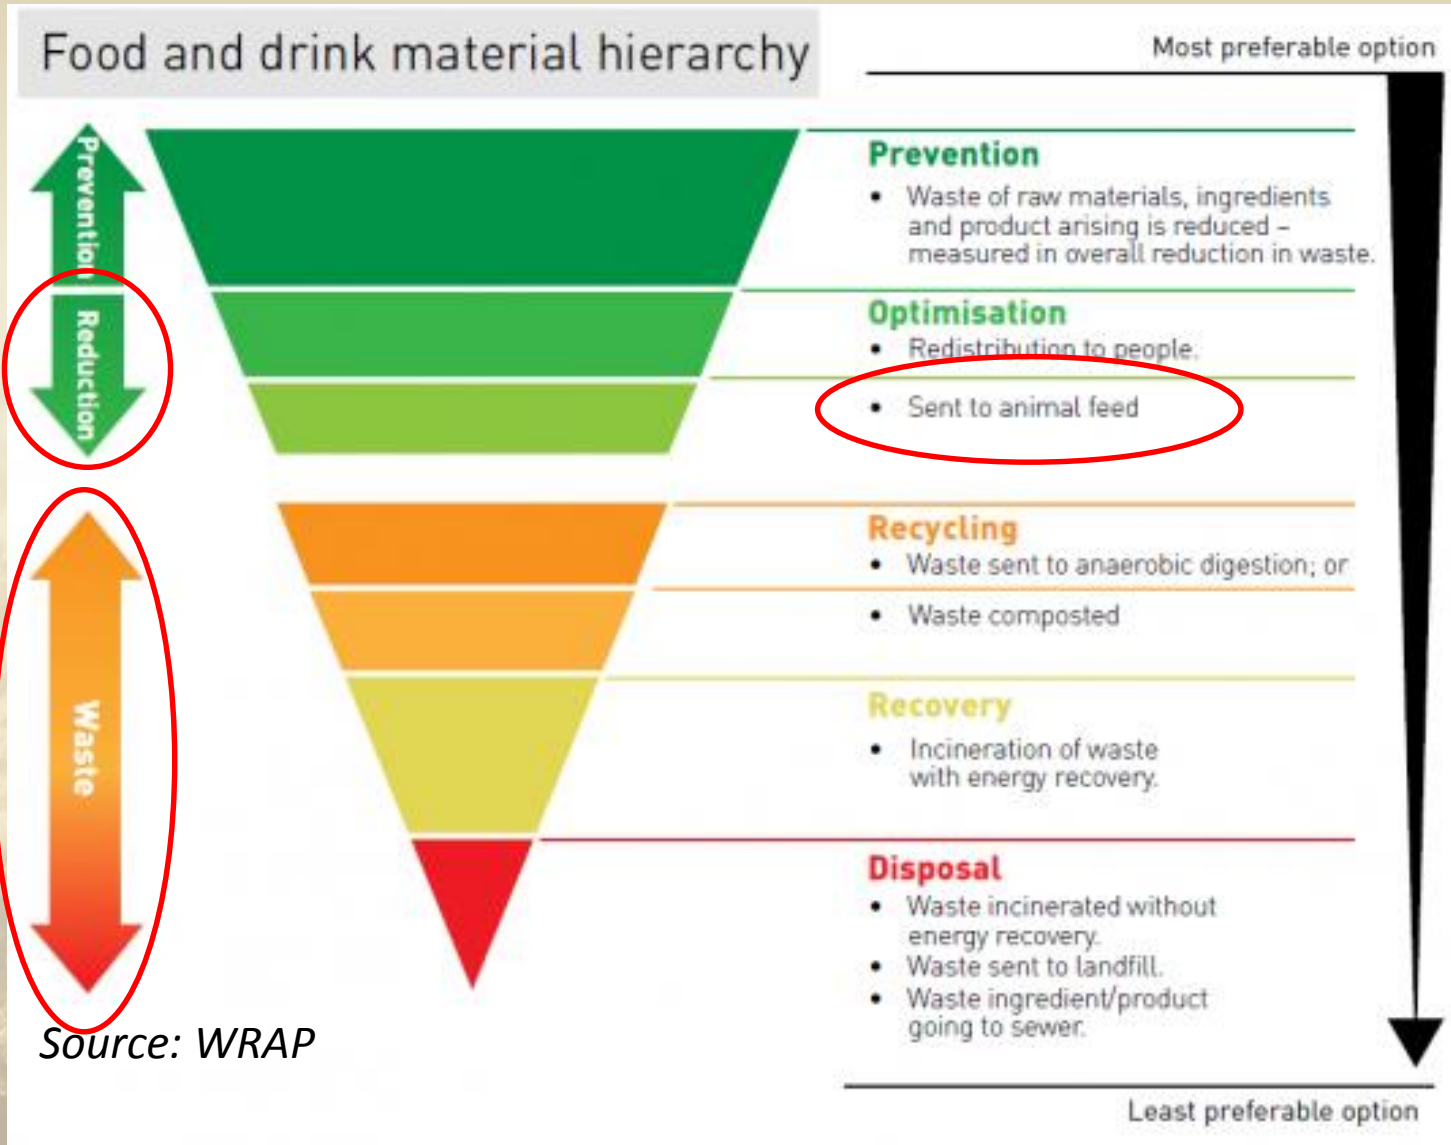 Food and drink material hierarchy
Most preferable option
Prevention
Reduction
Waste
Prevention
• Waste of raw materials, ingredients
and product arising is reduced –
measured in overall reduction in waste.
Optimisation
• Redistribution to people.
• Sent to animal feed
Recycling
• Waste sent to anaerobic digestion; or
• Waste composted
Recovery
• Incineration of waste
with energy recovery.
Disposal
• Waste incinerated without
energy recovery.
• Waste sent to landfill.
• Waste ingredient/product
going to sewer.
Source: WRAP
Least preferable option